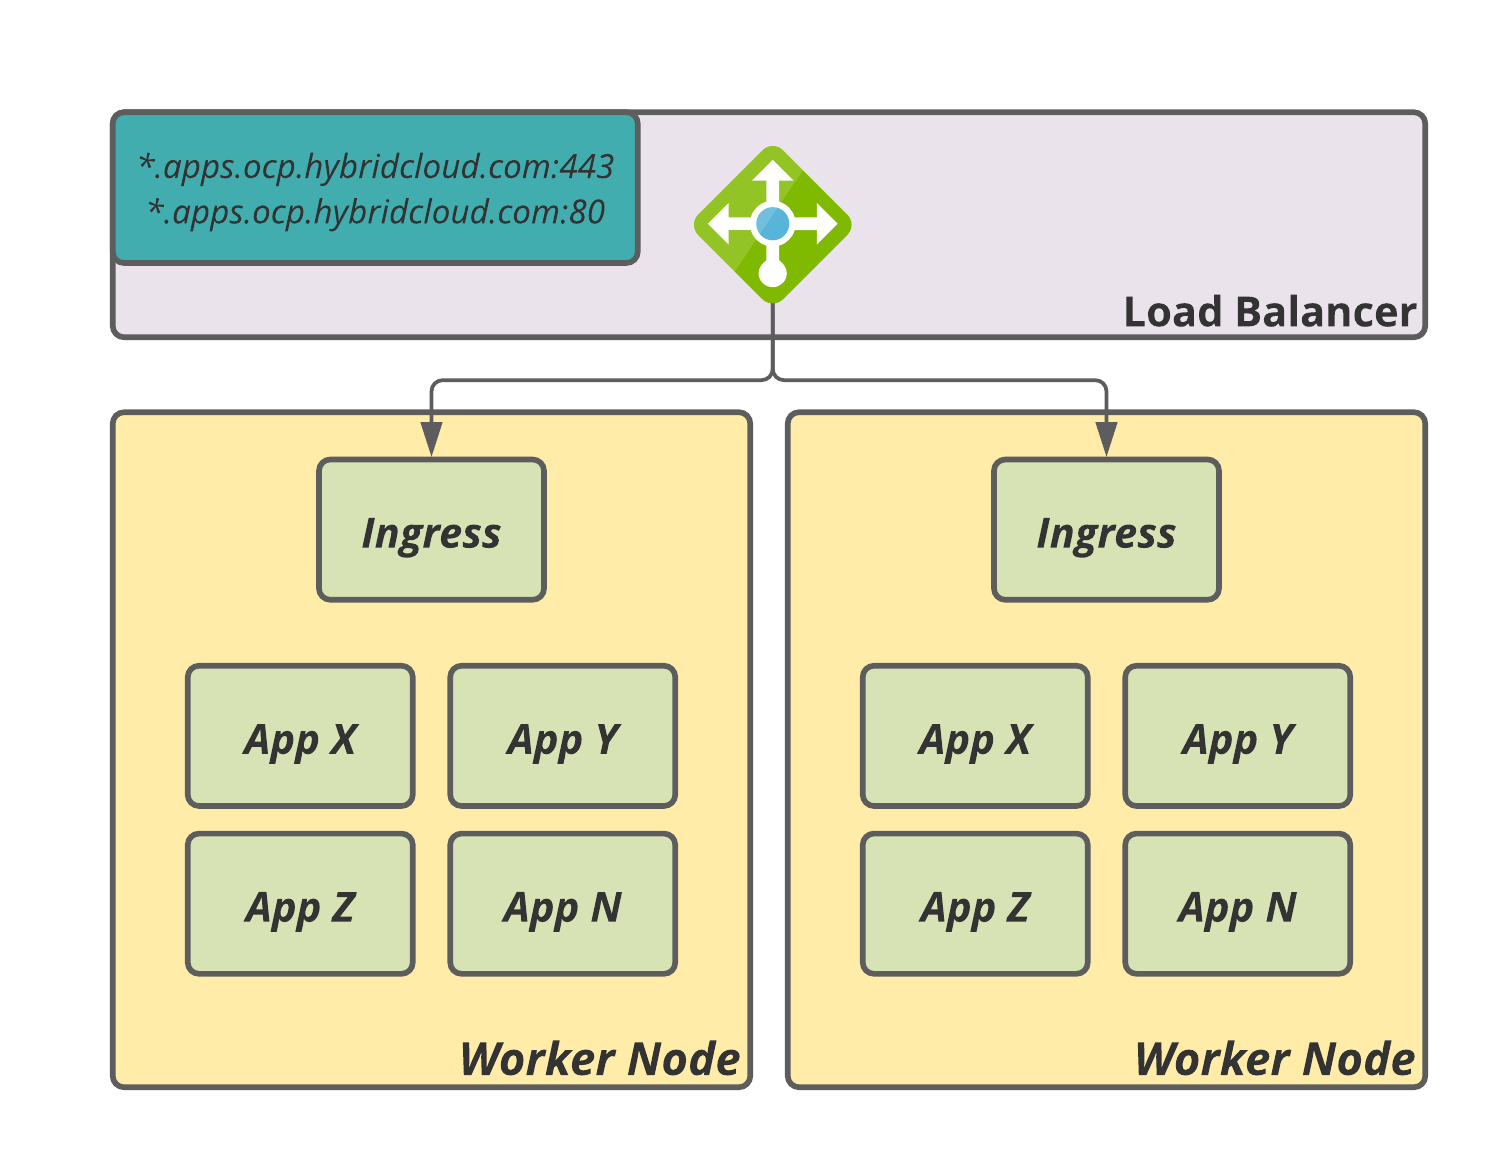 *.apps.ocp.hybridcloud.com:443
*.apps.ocp.hybridcloud.com:80
Load Balancer
Ingress
App X
App Y
App Z
App N
Worker Node
Ingress
App X
App Y
App Z
App N
Worker Node